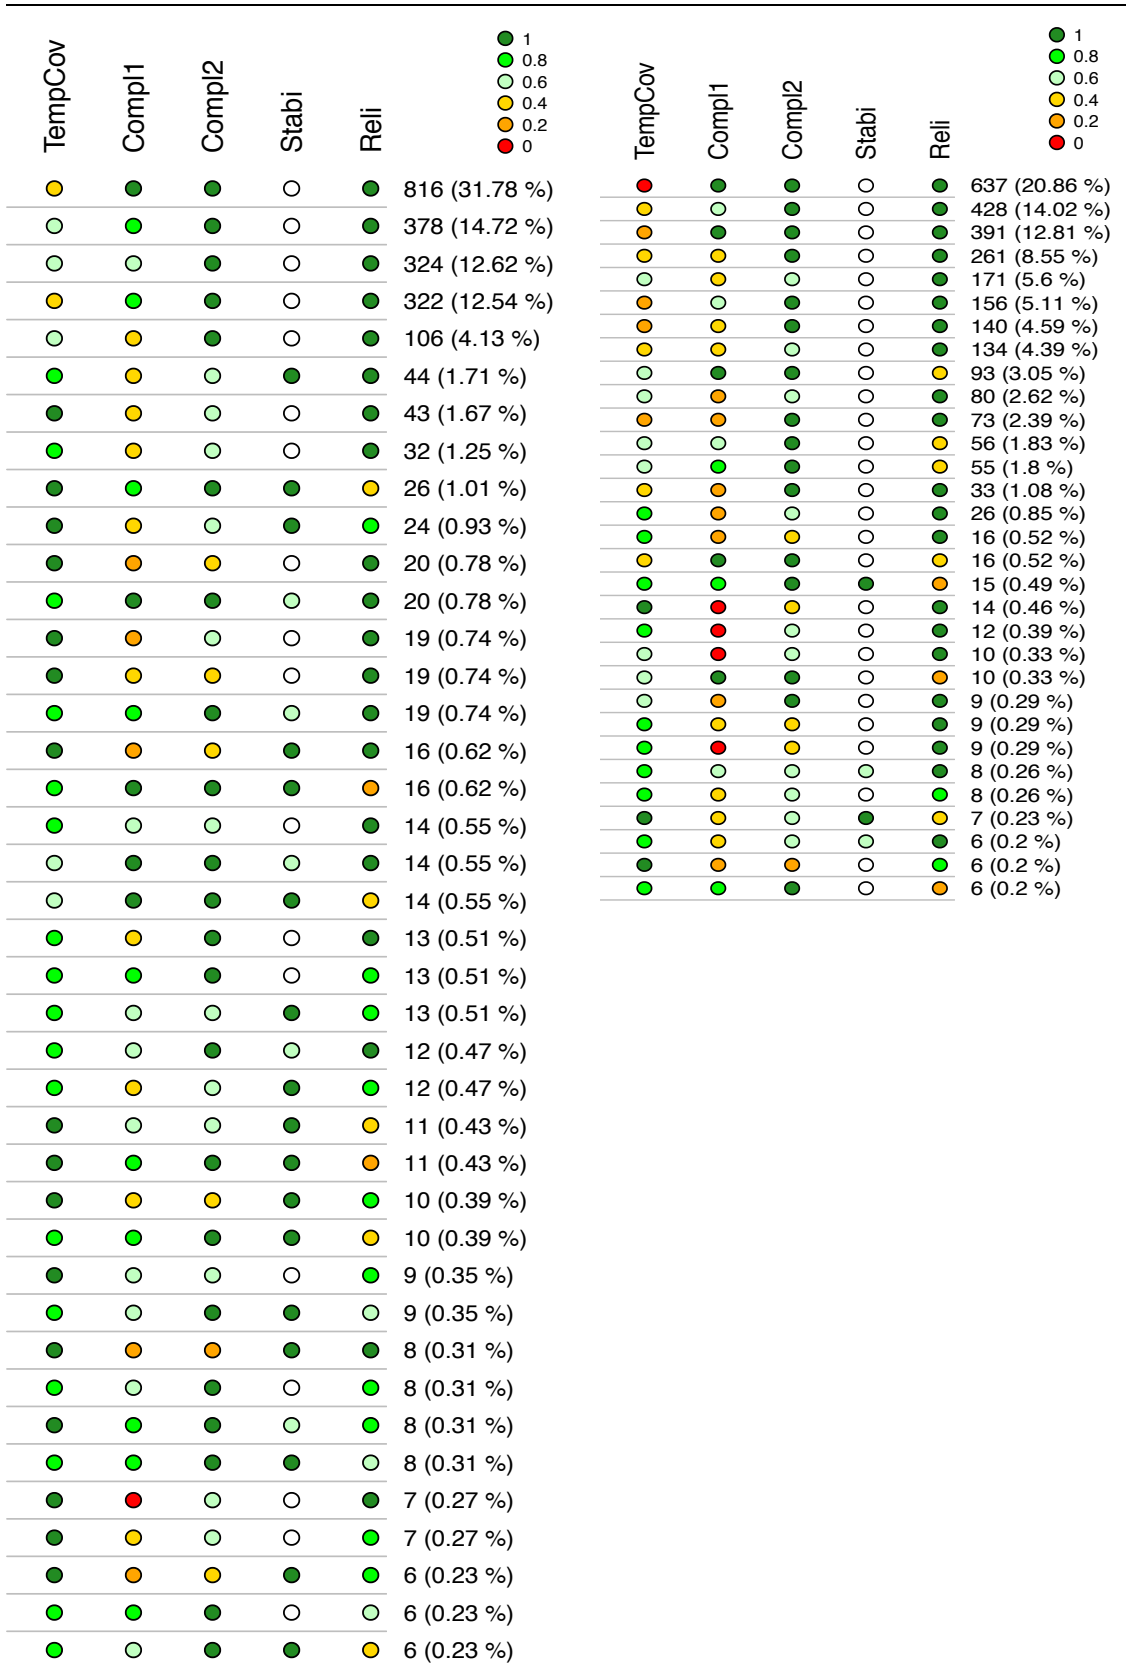 TempCov Compl1 Compl2 Stabi Reli
1
0.8
0.6
0.4
0.2
0
816 (31.78 %)
378 (14.72 %)
324 (12.62 %)
322 (12.54 %)
106 (4.13 %)
44 (1.71 %)
43 (1.67 %)
32 (1.25 %)
26 (1.01 %)
24 (0.93 %)
20 (0.78 %)
20 (0.78 %)
19 (0.74 %)
19 (0.74 %)
19 (0.74 %)
16 (0.62 %)
16 (0.62 %)
14 (0.55 %)
14 (0.55 %)
14 (0.55 %)
13 (0.51 %)
13 (0.51 %)
13 (0.51 %)
12 (0.47 %)
12 (0.47 %)
11 (0.43 %)
11 (0.43 %)
10 (0.39 %)
10 (0.39 %)
9 (0.35 %)
9 (0.35 %)
8 (0.31 %)
8 (0.31 %)
8 (0.31 %)
8 (0.31 %)
7 (0.27 %)
7 (0.27 %)
6 (0.23 %)
6 (0.23 %)
6 (0.23 %)
TempCov Compl1 Compl2 Stabi Reli
1
0.8
0.6
0.4
0.2
0
637 (20.86 %)
428 (14.02 %)
391 (12.81 %)
261 (8.55 %)
171 (5.6 %)
156 (5.11 %)
140 (4.59 %)
134 (4.39 %)
93 (3.05 %)
80 (2.62 %)
73 (2.39 %)
56 (1.83 %)
55 (1.8 %)
33 (1.08 %)
26 (0.85 %)
16 (0.52 %)
16 (0.52 %)
15 (0.49 %)
14 (0.46 %)
12 (0.39 %)
10 (0.33 %)
10 (0.33 %)
9 (0.29 %)
9 (0.29 %)
9 (0.29 %)
8 (0.26 %)
8 (0.26 %)
7 (0.23 %)
6 (0.2 %)
6 (0.2 %)
6 (0.2 %)